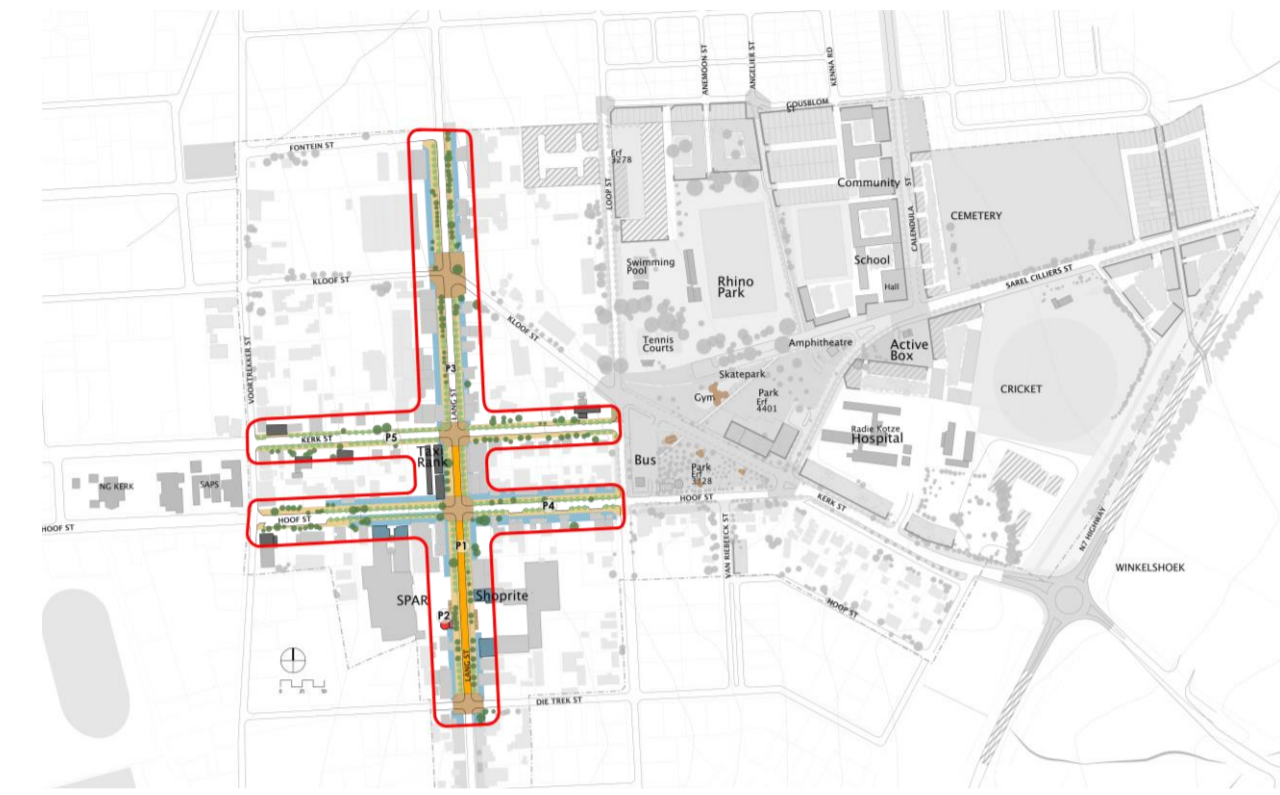 ANEMOON ST
ANGELIER ST
KENNA RD
GOUSBLOM
ST
FONTEIN ST
Erf
3278
LOOP ST
Community
CALENDULA ST
CEMETERY
Swimming
Pool
Rhino
Park
School
Hall
SAREL CILLIERS ST
KLOOF ST
KLOOF ST
VOORTREKKER ST
Tennis
Courts
Amphitheatre
Active
Box
P3
LANG ST
Skatepark
Gym
Park
Erf
4401
CRICKET
KERK ST
P5
Taxi
Rank
Radie Kotze
Hospital
Bus
Park
Erf
3128
NG KERK
SAPS
HOOF ST
HOOF ST
P4
HOOF ST
KERK ST
N7 HIGHWAY
P1
VAN RIEBEECK ST
WINKELSHOEK
SPAR
Shoprite
P2
HOOP ST
LANG ST
0
25
50
DIE TREK ST